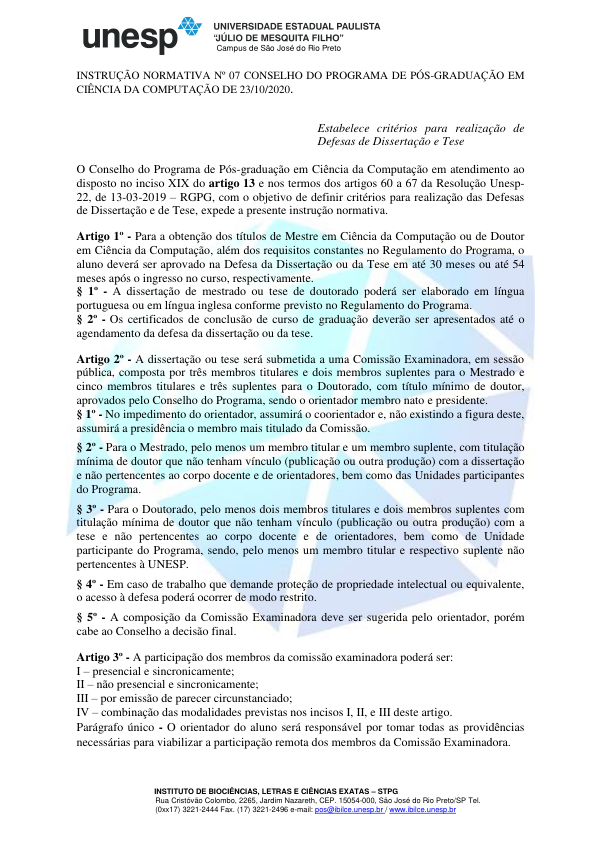 unesp
UNIVERSIDADE ESTADUAL PAULISTA
“JÚLIO DE MESQUITA FILHO”
Campus de São José do Rio Preto
INSTRUÇÃO NORMATIVA Nº 07 CONSELHO DO PROGRAMA DE PÓS-GRADUAÇÃO EM
CIÊNCIA DA COMPUTAÇÃO DE 23/10/2020.
Estabelece critérios para realização de
Defesas de Dissertação e Tese
O Conselho do Programa de Pós-graduação em Ciência da Computação em atendimento ao
disposto no inciso XIX do artigo 13 e nos termos dos artigos 60 a 67 da Resolução Unesp-
22, de 13-03-2019 – RGPG, com o objetivo de definir critérios para realização das Defesas
de Dissertação e de Tese, expede a presente instrução normativa.
Artigo 1º - Para a obtenção dos títulos de Mestre em Ciência da Computação ou de Doutor
em Ciência da Computação, além dos requisitos constantes no Regulamento do Programa, o
aluno deverá ser aprovado na Defesa da Dissertação ou da Tese em até 30 meses ou até 54
meses após o ingresso no curso, respectivamente.
§ 1º - A dissertação de mestrado ou tese de doutorado poderá ser elaborado em língua
portuguesa ou em língua inglesa conforme previsto no Regulamento do Programa.
§ 2º - Os certificados de conclusão de curso de graduação deverão ser apresentados até o
agendamento da defesa da dissertação ou da tese.
Artigo 2º - A dissertação ou tese será submetida a uma Comissão Examinadora, em sessão
pública, composta por três membros titulares e dois membros suplentes para o Mestrado e
cinco membros titulares e três suplentes para o Doutorado, com título mínimo de doutor,
aprovados pelo Conselho do Programa, sendo o orientador membro nato e presidente.
§ 1º - No impedimento do orientador, assumirá o coorientador e, não existindo a figura deste,
assumirá a presidência o membro mais titulado da Comissão.
§ 2º - Para o Mestrado, pelo menos um membro titular e um membro suplente, com titulação
mínima de doutor que não tenham vínculo (publicação ou outra produção) com a dissertação
e não pertencentes ao corpo docente e de orientadores, bem como das Unidades participantes
do Programa.
§ 3º - Para o Doutorado, pelo menos dois membros titulares e dois membros suplentes com
titulação mínima de doutor que não tenham vínculo (publicação ou outra produção) com a
tese e não pertencentes ao corpo docente e de orientadores, bem como de Unidade
participante do Programa, sendo, pelo menos um membro titular e respectivo suplente não
pertencentes à UNESP.
§ 4º - Em caso de trabalho que demande proteção de propriedade intelectual ou equivalente,
o acesso à defesa poderá ocorrer de modo restrito.
§ 5º - A composição da Comissão Examinadora deve ser sugerida pelo orientador, porém
cabe ao Conselho a decisão final.
Artigo 3º - A participação dos membros da comissão examinadora poderá ser:
I – presencial e sincronicamente;
II – não presencial e sincronicamente;
III – por emissão de parecer circunstanciado;
IV – combinação das modalidades previstas nos incisos I, II, e III deste artigo.
Parágrafo único - O orientador do aluno será responsável por tomar todas as providências
necessárias para viabilizar a participação remota dos membros da Comissão Examinadora.
INSTITUTO DE BIOCIÊNCIAS, LETRAS E CIÊNCIAS EXATAS – STPG
Rua Cristóvão Colombo, 2265, Jardim Nazareth, CEP. 15054-000, São José do Rio Preto/SP Tel.
(0xx17) 3221-2444 Fax. (17) 3221-2496 e-mail: pos@ibilce.unesp.br / www.ibilce.unesp.br